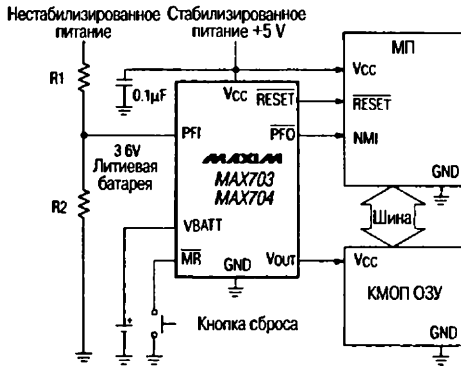 Нестабилизированное
питание
Стабилизированное
питание +5 V
R1
0.1µF
VCC
RESET
PFI
PFO
3 6V
Литиевая
батарея
MAXIM
MAX703
MAX704
R2
VBATT
MR
GND
VOUT
Кнопка сброса
МП
VCC
RESET
NMI
GND
Шина
VCC
КМОП ОЗУ
GND